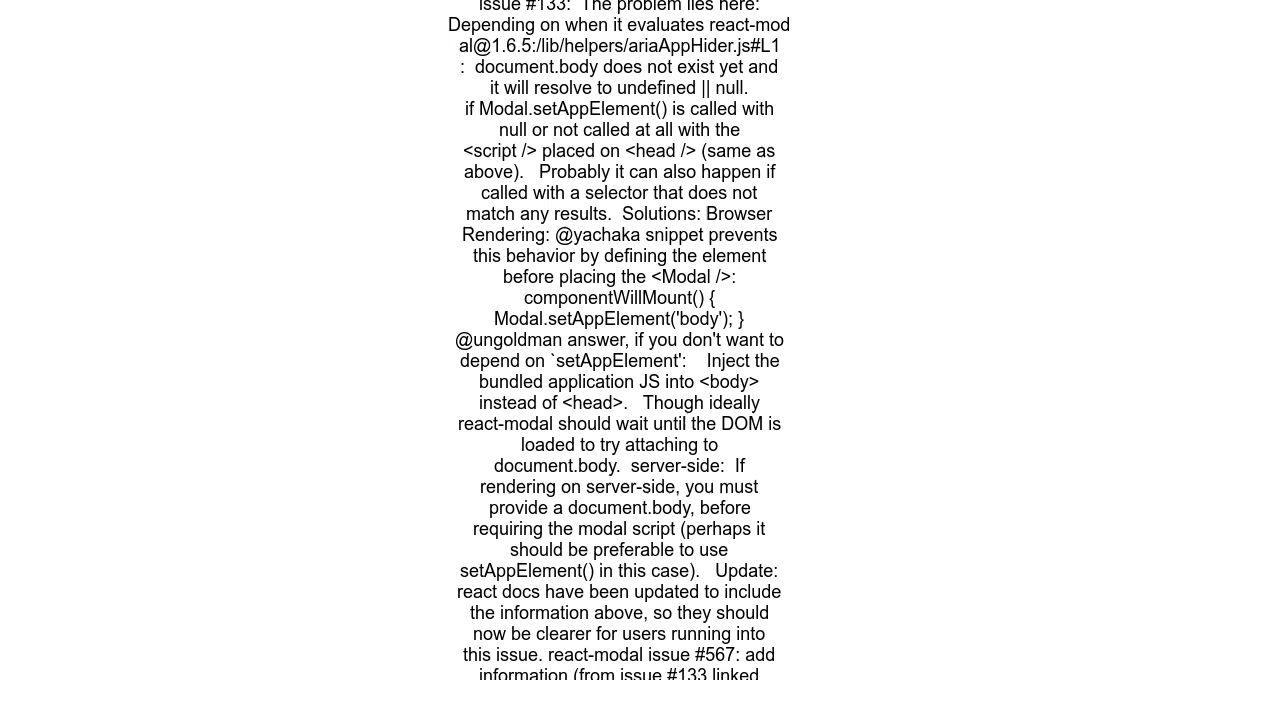 issue #133:  The problem lies here:
Depending on when it evaluates react-mod
al@1.6.5:/lib/helpers/ariaAppHider.js#L1
:  document.body does not exist yet and
it will resolve to undefined || null.
if Modal.setAppElement() is called with
null or not called at all with the
<script /> placed on <head /> (same as
above).   Probably it can also happen if
called with a selector that does not
match any results.  Solutions: Browser
Rendering: @yachaka snippet prevents
this behavior by defining the element
before placing the <Modal />:
componentWillMount() {
Modal.setAppElement('body'); }
@ungoldman answer, if you don't want to
depend on `setAppElement':    Inject the
bundled application JS into <body>
instead of <head>.   Though ideally
react-modal should wait until the DOM is
loaded to try attaching to
document.body.  server-side:  If
rendering on server-side, you must
provide a document.body, before
requiring the modal script (perhaps it
should be preferable to use
setAppElement() in this case).   Update:
react docs have been updated to include
the information above, so they should
now be clearer for users running into
this issue. react-modal issue #567: add
information (from issue #133 linked